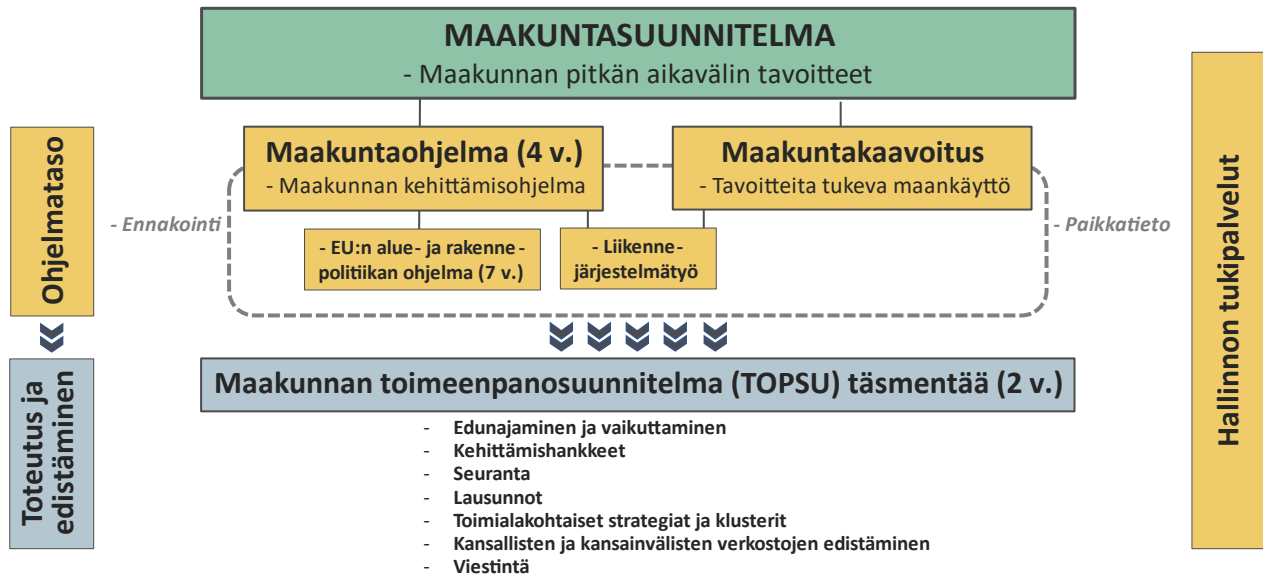 MAAKUNTASUUNNITELMA
- Maakunnan pitkän aikavälin tavoitteet
Ohjelmataso
Maakuntaohjelma (4 v.)
- Maakunnan kehittämisohjelma
Maakuntakaavoitus
- Tavoitteita tukeva maankäyttö
- Ennakointi
- Paikkatieto
- EU:n alue- ja rakenne-
politiikan ohjelma (7 v.)
- Liikenne-
järjestelmätyö
Hallinnon tukipalvelut
Toteutus ja
edistäminen
Maakunnan toimeenpanosuunnitelma (TOPSU) täsmentää (2 v.)
- Edunajaminen ja vaikuttaminen
- Kehittämishankkeet
- Seuranta
- Lausunnot
- Toimialakohtaiset strategiat ja klusterit
- Kansallisten ja kansainvälisten verkostojen edistäminen
- Viestintä